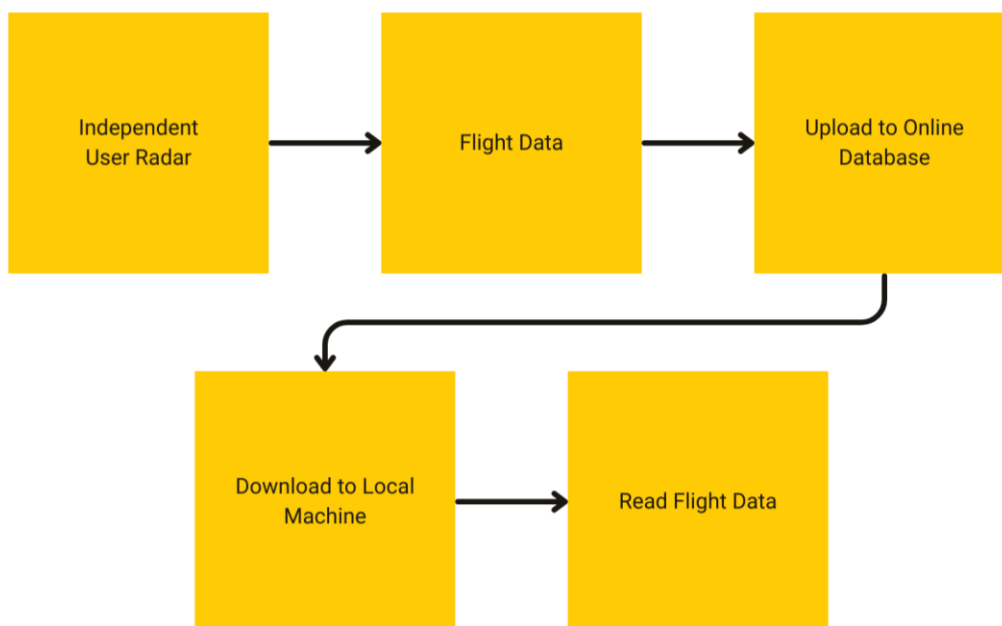 Independent
User Radar
Flight Data
Upload to Online
Database
Download to Local
Machine
Read Flight Data